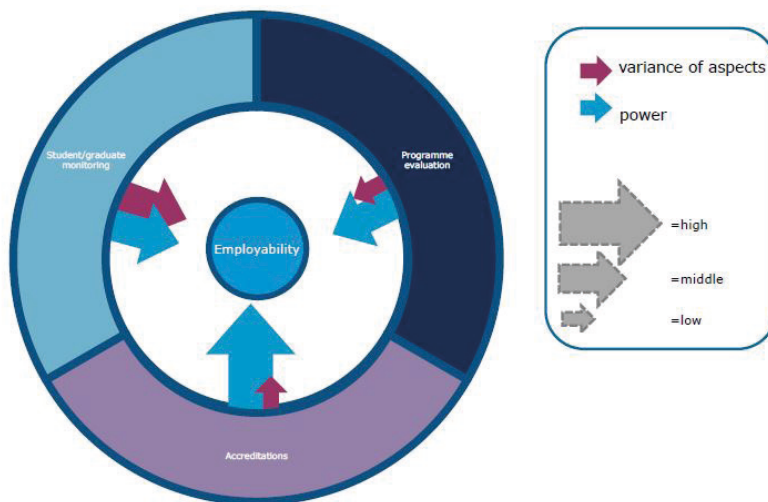 Student/graduate
monitoring
Programme
evaluation
Employability
Accreditations
variance of aspects
power
=high
=middle
=low